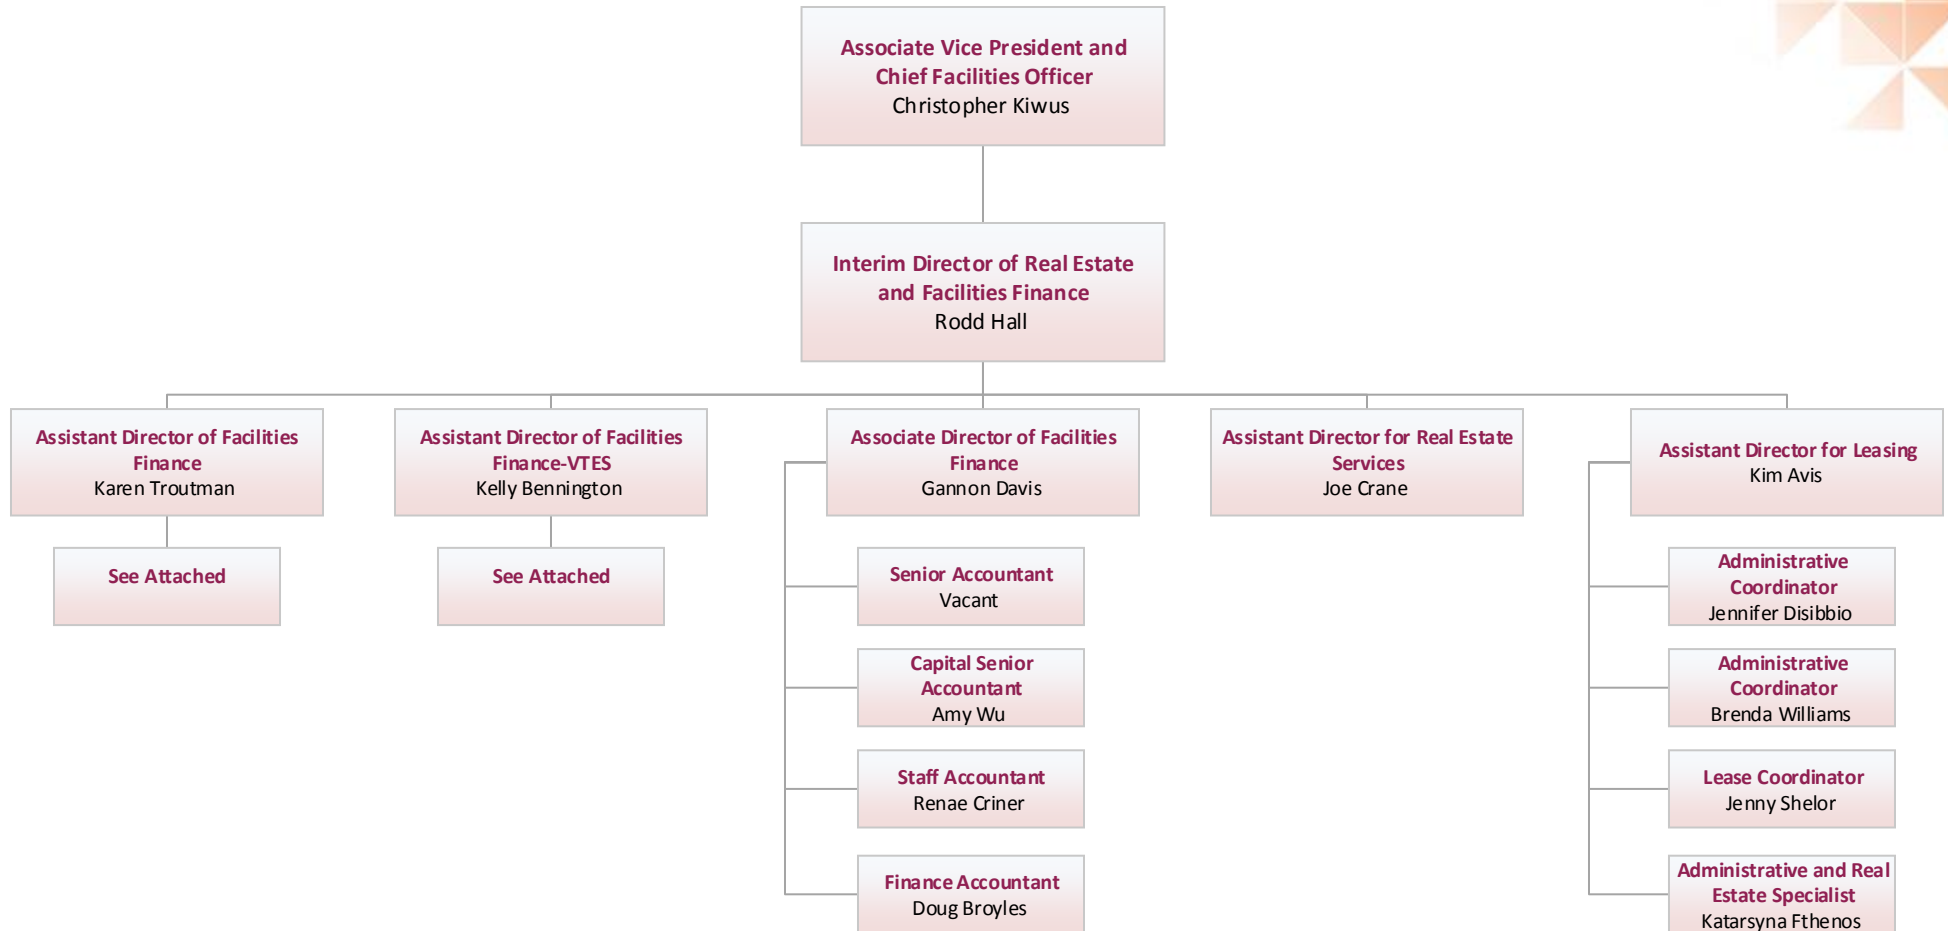 Associate Vice President and
Chief Facilities Officer
Christopher Kiwus
Interim Director of Real Estate
and Facilities Finance
Rodd Hall
Assistant Director of Facilities
Finance
Karen Troutman
See Attached
Assistant Director of Facilities
Finance-VTES
Kelly Bennington
See Attached
Associate Director of Facilities
Finance
Gannon Davis
Senior Accountant
Vacant
Capital Senior
Accountant
Amy Wu
Staff Accountant
Renae Criner
Finance Accountant
Doug Broyles
Assistant Director for Real Estate
Services
Joe Crane
Assistant Director for Leasing
Kim Avis
Administrative
Coordinator
Jennifer Disibbio
Administrative
Coordinator
Brenda Williams
Lease Coordinator
Jenny Shelor
Administrative and Real
Estate Specialist
Katarsyna Fthenos